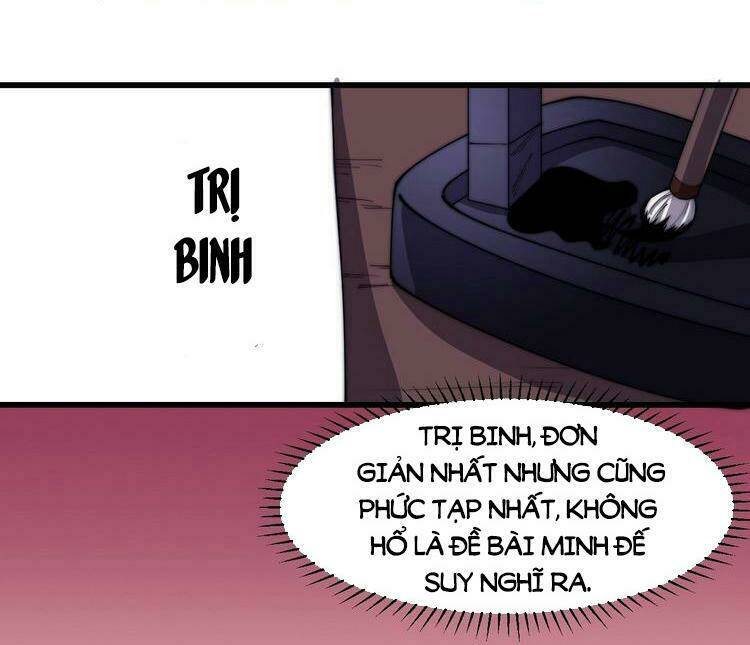 TRỊ
BINH
TRỊ BINH, ĐƠN
GIẢN NHẤT NHƯNG CŨNG
PHỨC TẠP NHẤT, KHÔNG
HỔ LÀ ĐỀ BÀI MINH ĐẾ
SUY NGHĨ RA.